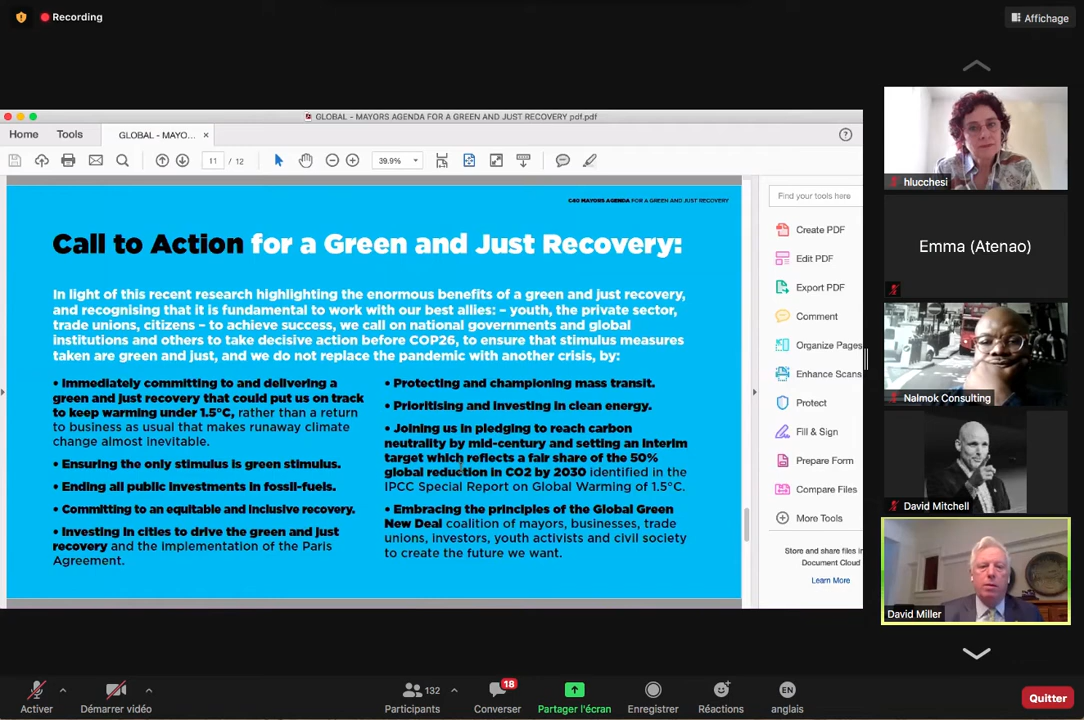 Recording
Affichage
GLOBAL - MAYORS AGENDA FOR A GREEN AND JUST RECOVERY pdf.pdf
Home Tools GLOBAL - MAYO... ×
11 / 12 39.9%
C40 MAYORS AGENDA FOR A GREEN AND JUST RECOVERY
Call to Action for a Green and Just Recovery:
In light of this recent research highlighting the enormous benefits of a green and just recovery,
and recognising that it is fundamental to work with our best allies: – youth, the private sector,
trade unions, citizens – to achieve success, we call on national governments and global
institutions and others to take decisive action before COP26, to ensure that stimulus measures
taken are green and just, and we do not replace the pandemic with another crisis, by:
• Immediately committing to and delivering a
green and just recovery that could put us on track
to keep warming under 1.5°C, rather than a return
to business as usual that makes runaway climate
change almost inevitable.
• Ensuring the only stimulus is green stimulus.
• Ending all public investments in fossil-fuels.
• Committing to an equitable and inclusive recovery.
• Investing in cities to drive the green and just
recovery and the implementation of the Paris
Agreement.
• Protecting and championing mass transit.
• Prioritising and investing in clean energy.
• Joining us in pledging to reach carbon
neutrality by mid-century and setting an interim
target which reflects a fair share of the 50%
global reduction in CO2 by 2030 identified in the
IPCC Special Report on Global Warming of 1.5°C.
• Embracing the principles of the Global Green
New Deal coalition of mayors, businesses, trade
unions, investors, youth activists and civil society
to create the future we want.
Find your tools here
Create PDF
Edit PDF
Export PDF
Comment
Organize Pages
Enhance Scans
Protect
Fill & Sign
Prepare Form
Compare Files
More Tools
Store and share files in
Document Cloud
Learn More
hlucchesi
Emma (Atenao)
Nalmok Consulting
David Mitchell
David Miller
Activer
Démarrer vidéo
132
Participants
18
Converser
Partager l'écran
Enregistrer
Réactions
EN
anglais
Quitter